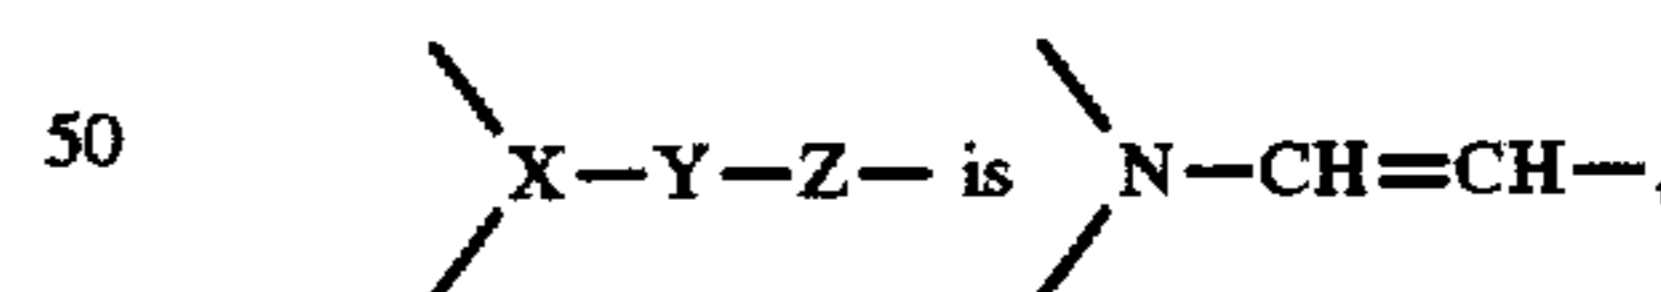 50 X—Y—Z— is N—CH=CH—,